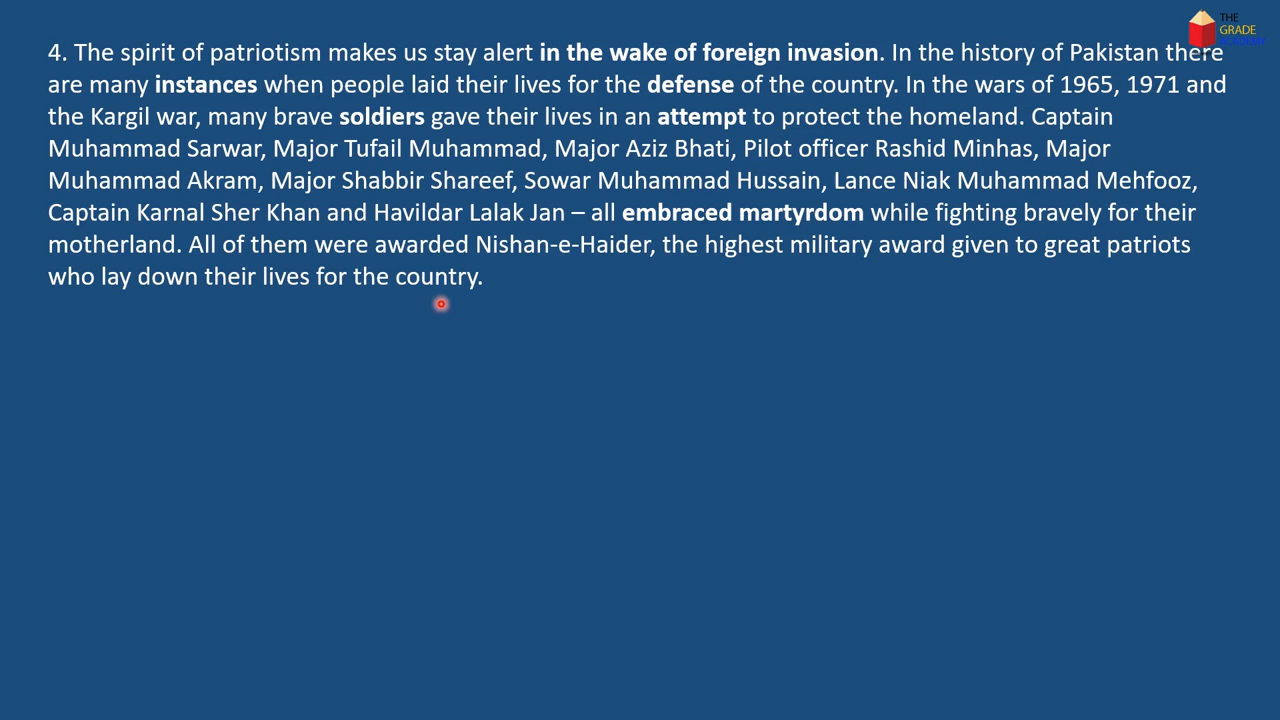 THE
GRADE
ACADEMY
4. The spirit of patriotism makes us stay alert in the wake of foreign invasion. In the history of Pakistan there
are many instances when people laid their lives for the defense of the country. In the wars of 1965, 1971 and
the Kargil war, many brave soldiers gave their lives in an attempt to protect the homeland. Captain
Muhammad Sarwar, Major Tufail Muhammad, Major Aziz Bhati, Pilot officer Rashid Minhas, Major
Muhammad Akram, Major Shabbir Shareef, Sowar Muhammad Hussain, Lance Niak Muhammad Mehfooz,
Captain Karnal Sher Khan and Havildar Lalak Jan – all embraced martyrdom while fighting bravely for their
motherland. All of them were awarded Nishan-e-Haider, the highest military award given to great patriots
who lay down their lives for the country.